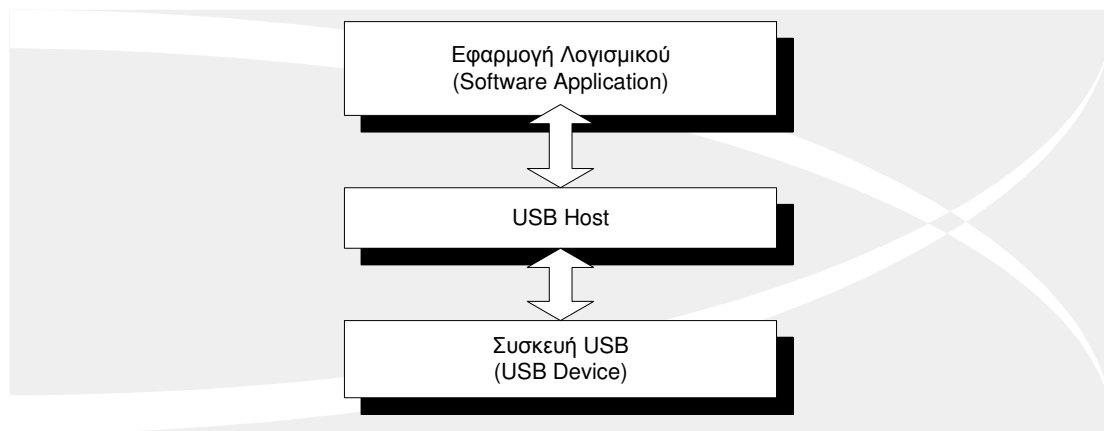 Εφαρμογή Λογισμικού
(Software Application)
USB Host
Συσκευή USB
(USB Device)